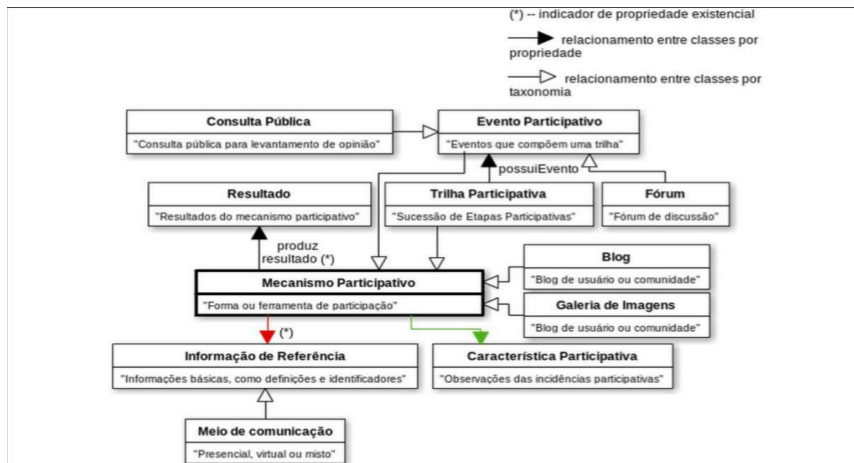 (*) -- indicador de propriedade existencial
relacionamento entre classes por
propriedade
relacionamento entre classes por
taxonomia
Consulta Pública
"Consulta pública para levantamento de opinião"
Evento Participativo
"Eventos que compõem uma trilha"
possuiEvento
Resultado
"Resultados do mecanismo participativo"
Trilha Participativa
"Sucessão de Etapas Participativas"
Fórum
"Fórum de discussão"
produz
resultado (*)
Mecanismo Participativo
"Forma ou ferramenta de participação"
Blog
"Blog de usuário ou comunidade"
Galeria de Imagens
"Blog de usuário ou comunidade"
(*)
Informação de Referência
"Informações básicas, como definições e identificadores"
Característica Participativa
"Observações das incidências participativas"
Meio de comunicação
"Presencial, virtual ou misto"